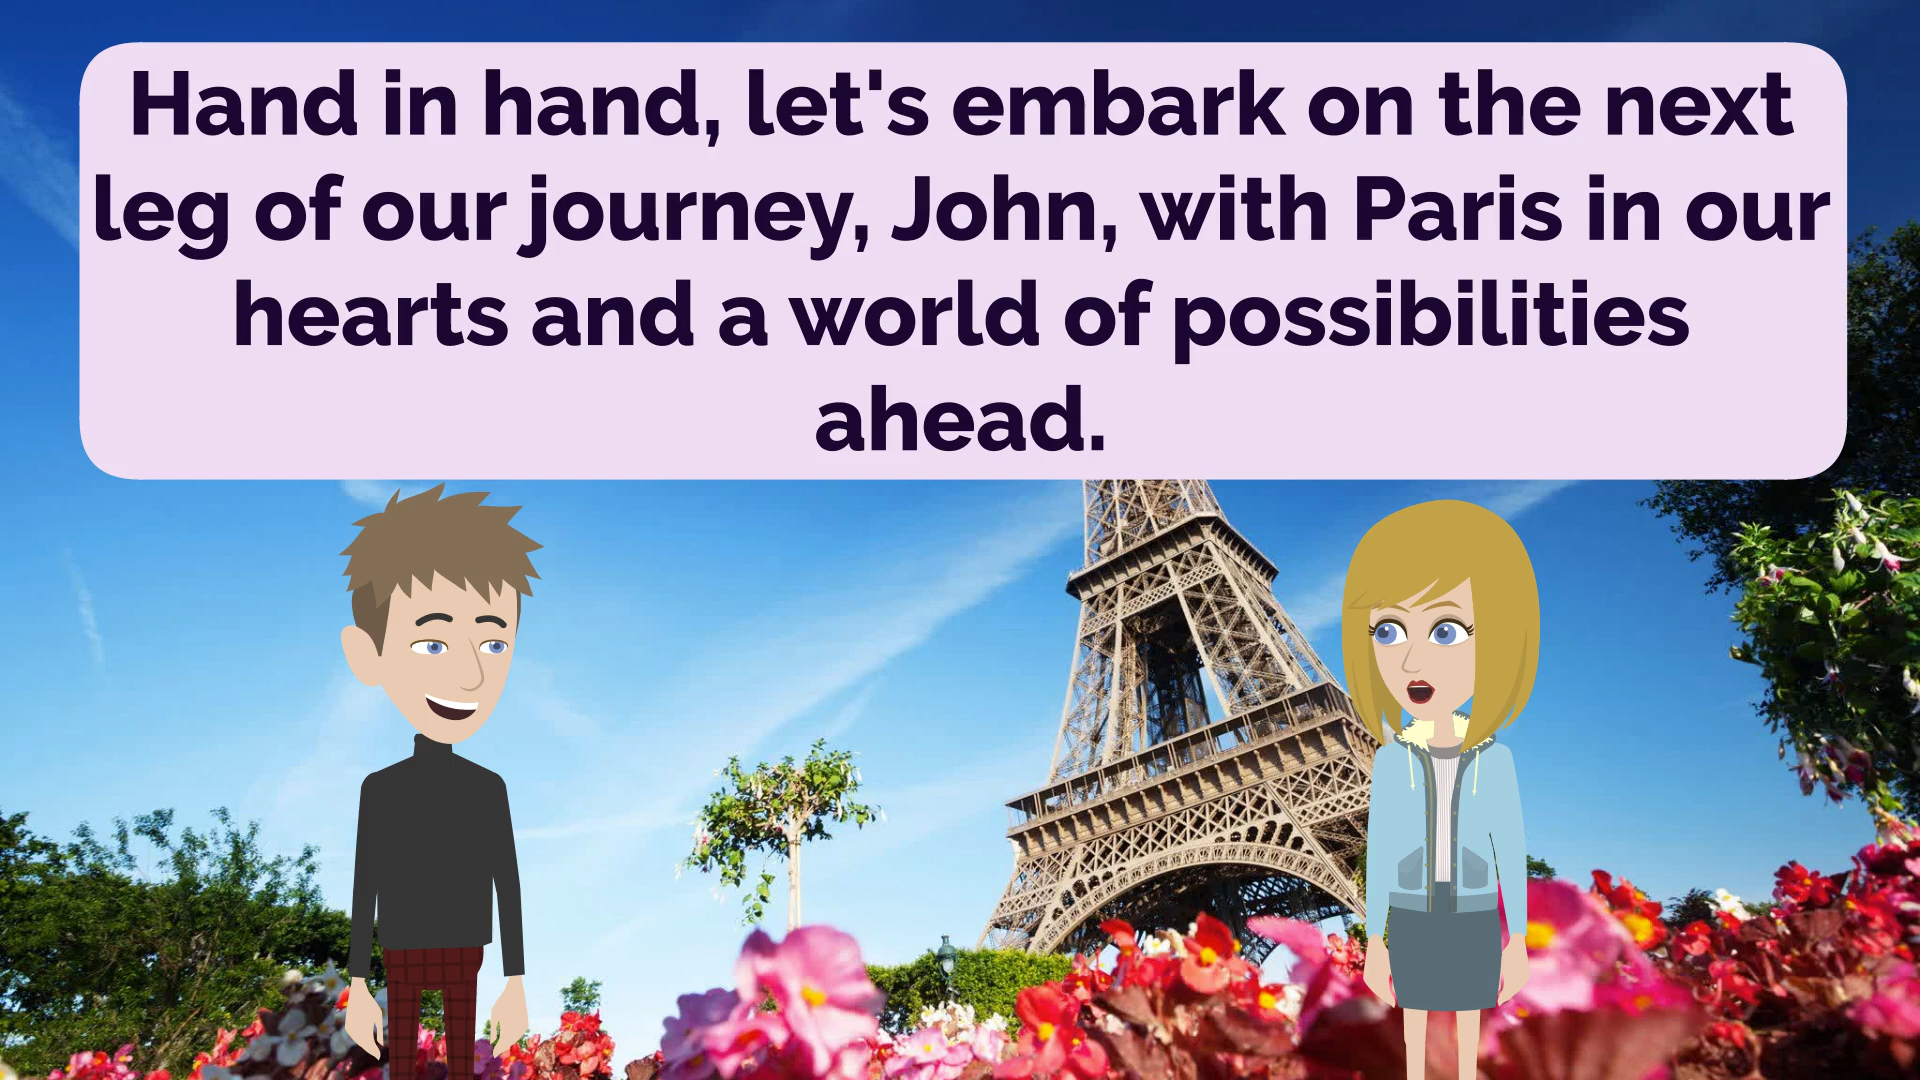 Hand in hand, let's embark on the next
leg of our journey, John, with Paris in our
hearts and a world of possibilities
ahead.